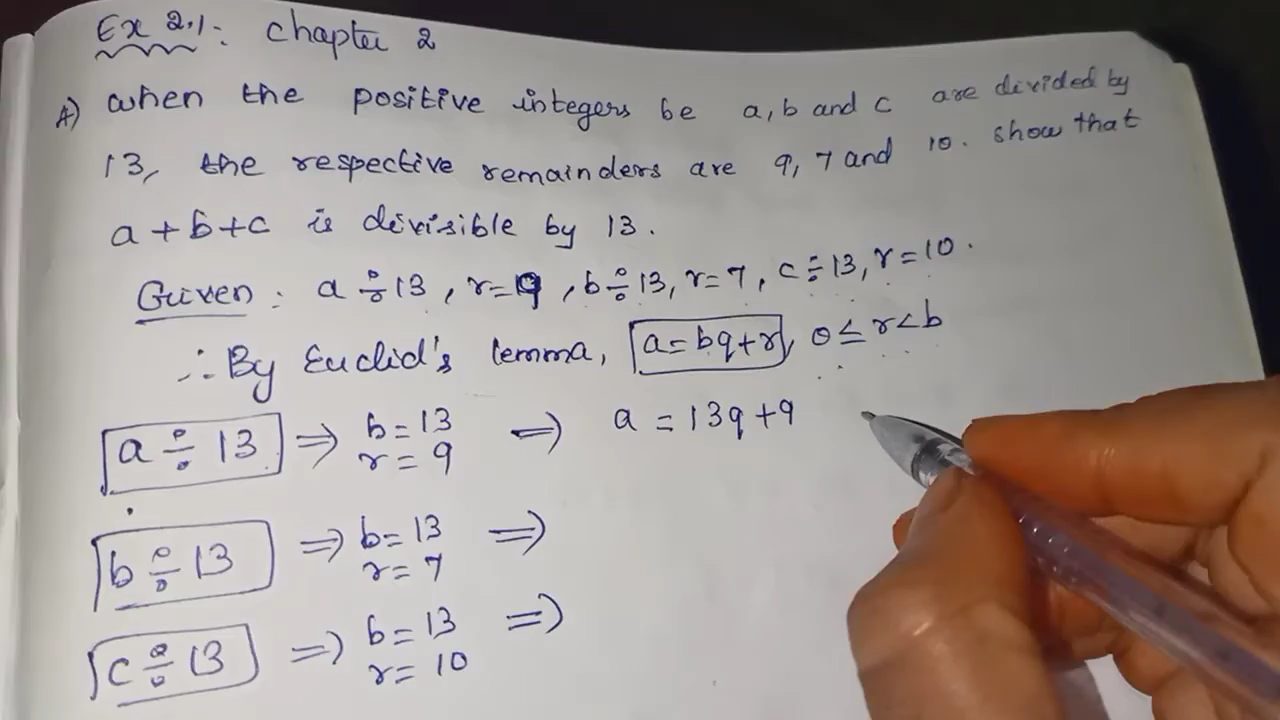 Ex 2.1: Chapter 2
A) when the positive integers be a, b and c are divided by
13, the respective remainders are 9, 7 and 10. show that
a+b+c is divisible by 13.
Given: a ÷ 13, r=9, b÷13, r=7, c÷13, r=10.
∴ By Euclid's lemma, a=bq+r, 0≤r<b
a ÷ 13 ⇒ b=13 r=9 ⇒ a = 13q+9
b ÷ 13 ⇒ b=13 r=7 ⇒
c ÷ 13 ⇒ b=13 r=10 ⇒